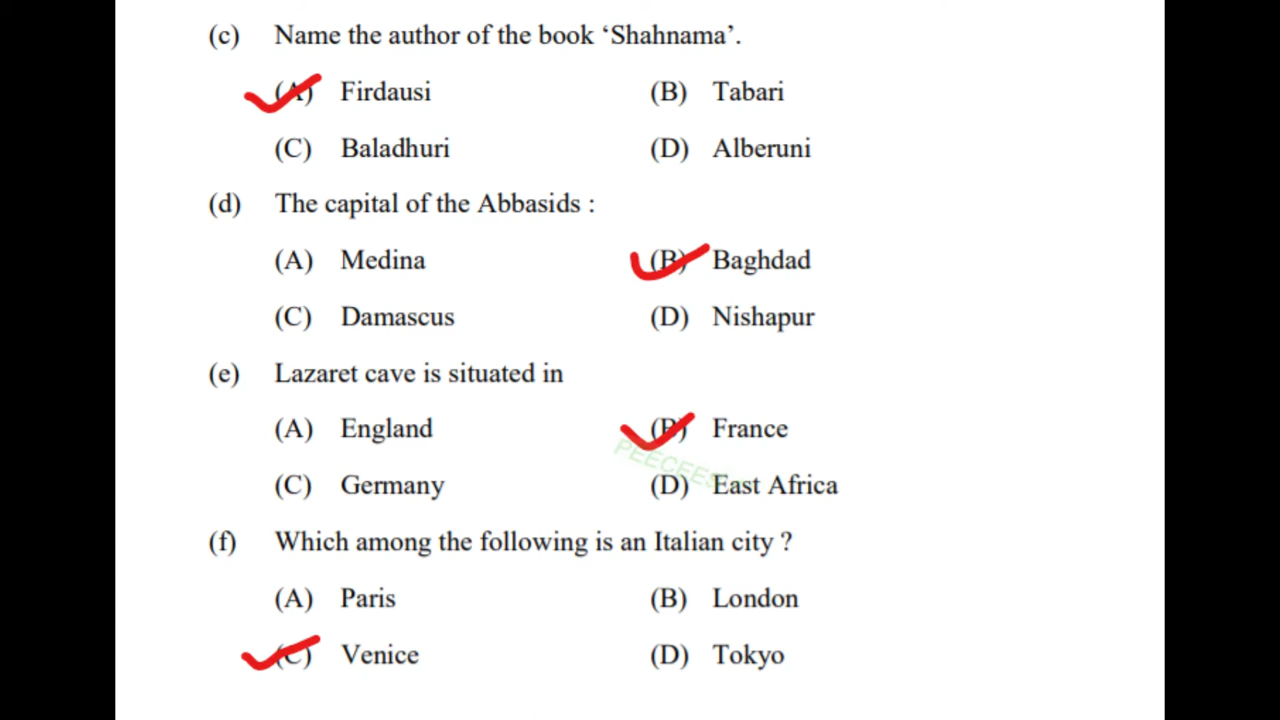 (c) Name the author of the book ‘Shahnama’.
(A) Firdausi (B) Tabari
(C) Baladhuri (D) Alberuni
(d) The capital of the Abbasids :
(A) Medina (B) Baghdad
(C) Damascus (D) Nishapur
(e) Lazaret cave is situated in
(A) England (B) France
(C) Germany (D) East Africa
(f) Which among the following is an Italian city ?
(A) Paris (B) London
(C) Venice (D) Tokyo